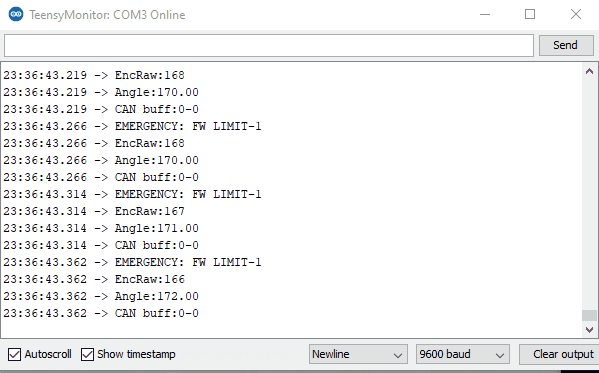 TeensyMonitor: COM3 Online
Send
23:36:43.219 -> EncRaw:168
23:36:43.219 -> Angle:170.00
23:36:43.219 -> CAN buff:0-0
23:36:43.266 -> EMERGENCY: FW LIMIT-1
23:36:43.266 -> EncRaw:168
23:36:43.266 -> Angle:170.00
23:36:43.266 -> CAN buff:0-0
23:36:43.314 -> EMERGENCY: FW LIMIT-1
23:36:43.314 -> EncRaw:167
23:36:43.314 -> Angle:171.00
23:36:43.314 -> CAN buff:0-0
23:36:43.362 -> EMERGENCY: FW LIMIT-1
23:36:43.362 -> EncRaw:166
23:36:43.362 -> Angle:172.00
23:36:43.362 -> CAN buff:0-0
Autoscroll Show timestamp Newline 9600 baud Clear output